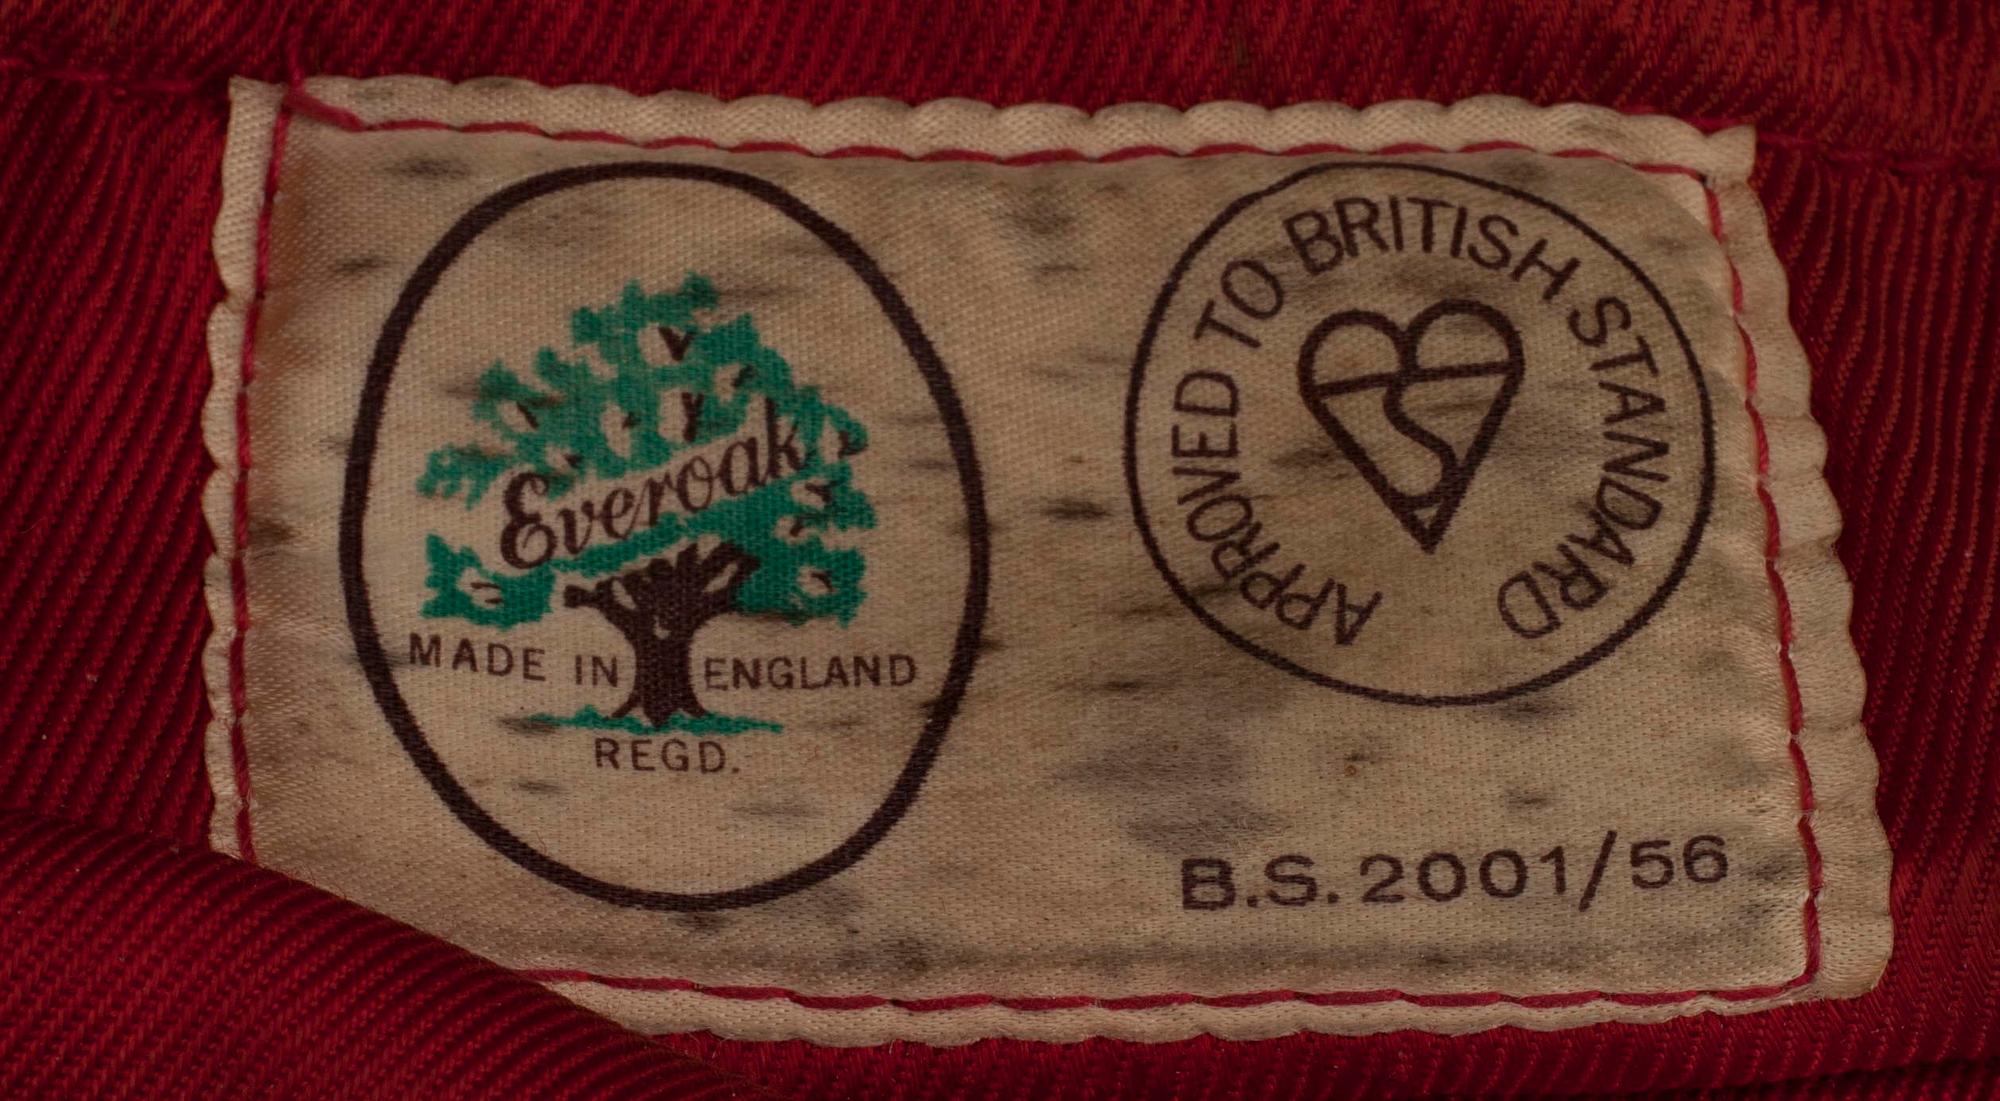 Everoak
MADE IN ENGLAND
REGD.
APPROVED TO BRITISH STANDARD
B.S. 2001/56